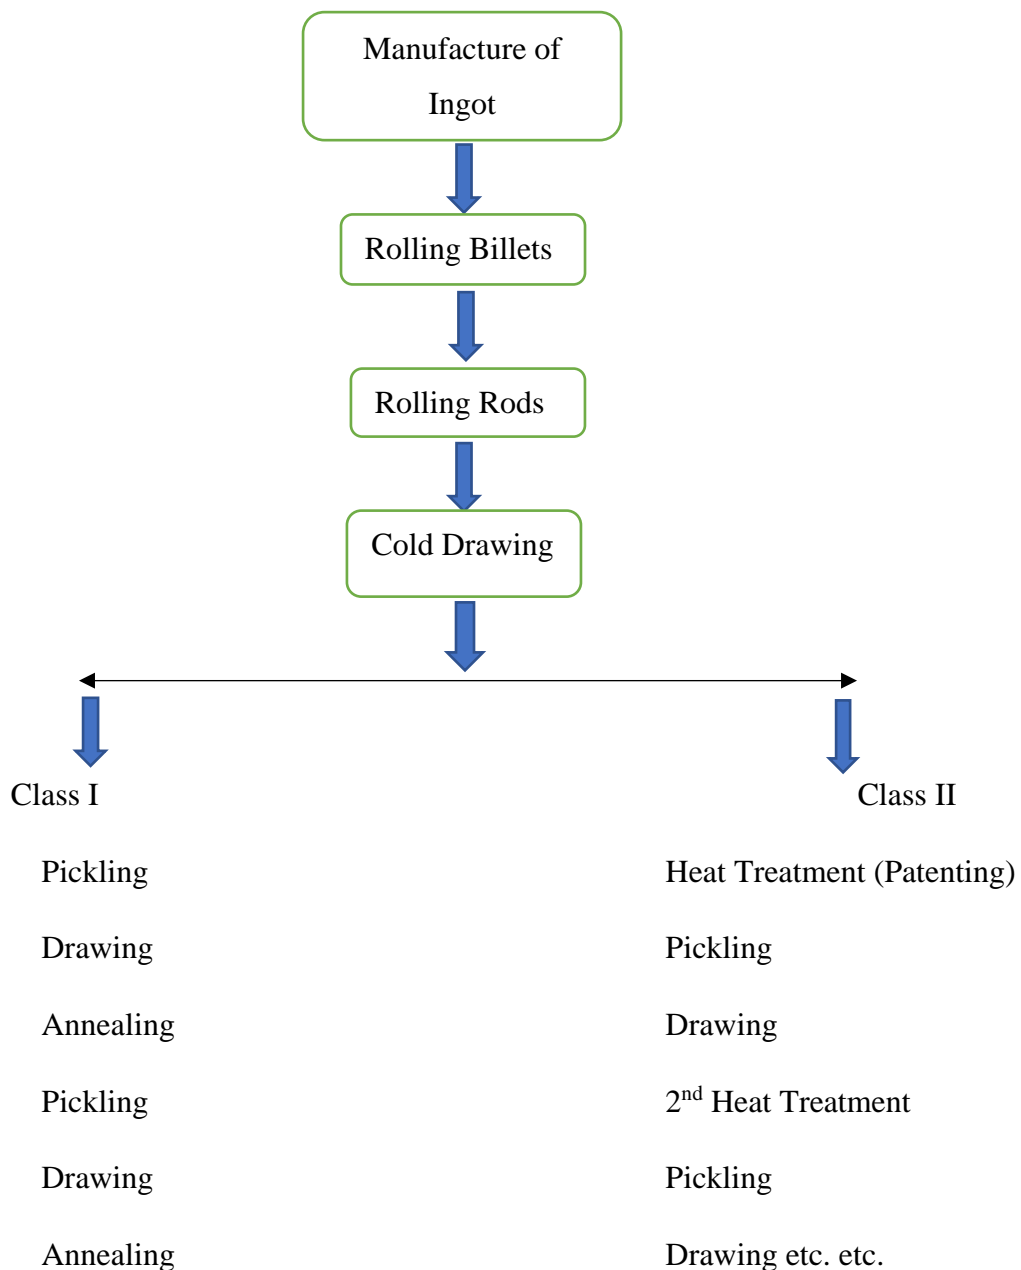 Manufacture of
Ingot
Rolling Billets
Rolling Rods
Cold Drawing
Class I
Class II
Pickling
Heat Treatment (Patenting)
Drawing
Pickling
Annealing
Drawing
Pickling
2nd Heat Treatment
Drawing
Pickling
Annealing
Drawing etc. etc.